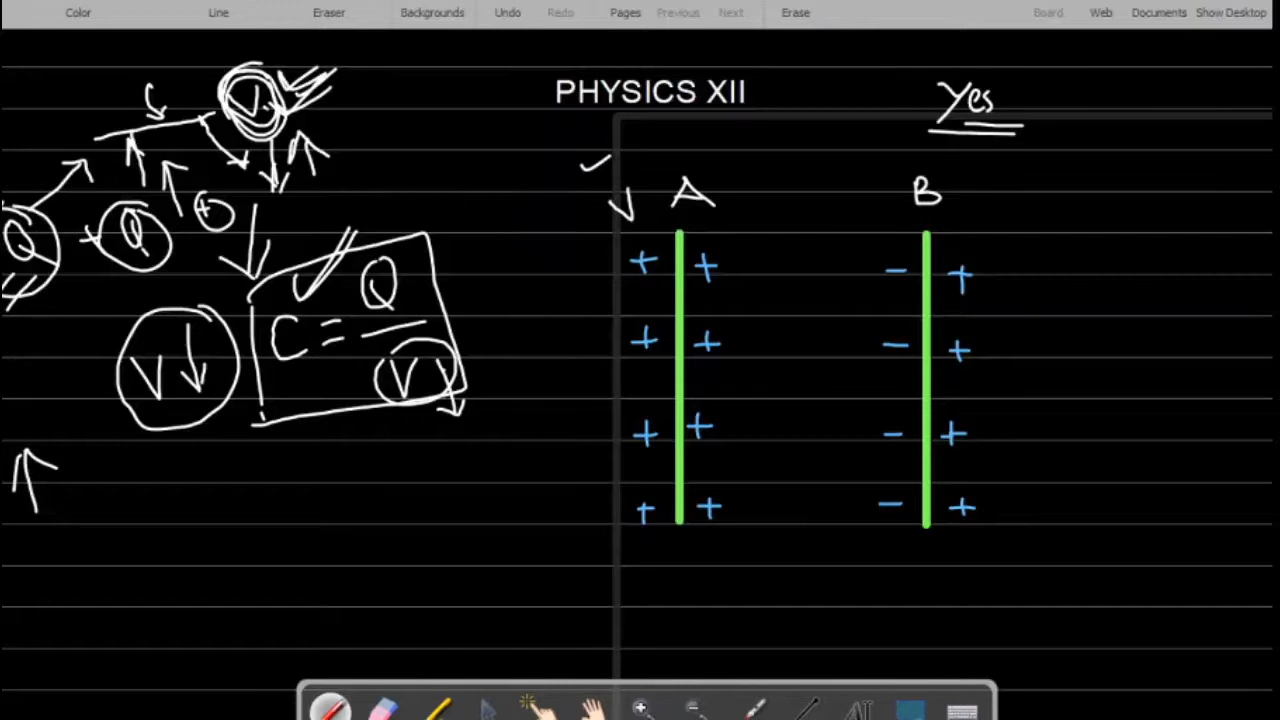 Color Line Eraser Backgrounds Undo Redo Pages Previous Next Erase Board Web Documents Show Desktop
PHYSICS XII
Yes
V
C
Q
+Q
+
V↓
C = Q / V↓
V A B
+ + - +
+ + - +
+ + - +
+ + - +